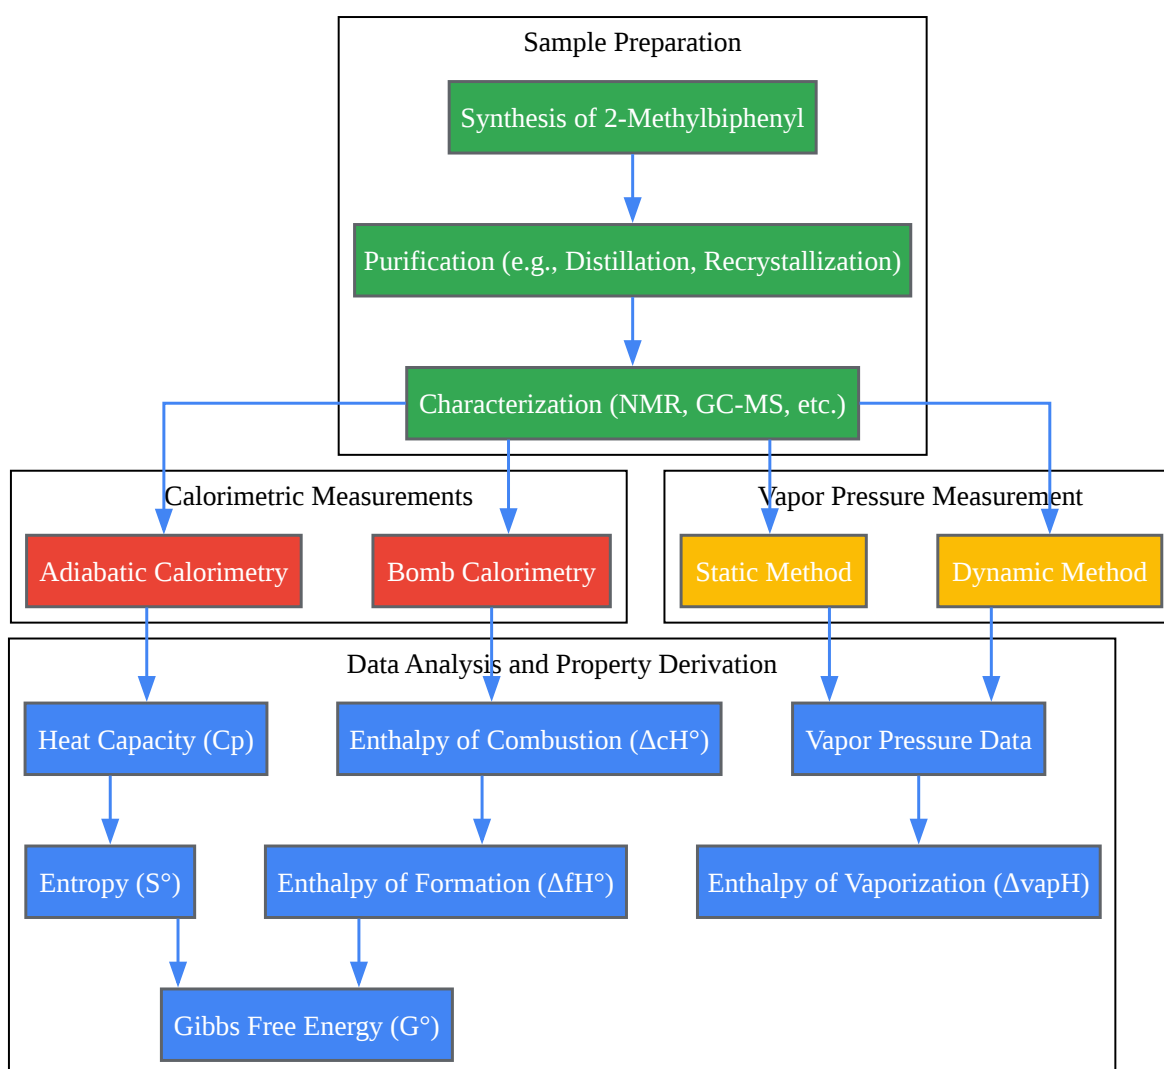 Sample Preparation
Synthesis of 2-Methylbiphenyl
Purification (e.g., Distillation, Recrystallization)
Characterization (NMR, GC-MS, etc.)
Calorimetric Measurements
Vapor Pressure Measurement
Adiabatic Calorimetry
Bomb Calorimetry
Static Method
Dynamic Method
Data Analysis and Property Derivation
Heat Capacity (Cp)
Enthalpy of Combustion (ΔcH°)
Vapor Pressure Data
Entropy (S°)
Enthalpy of Formation (ΔfH°)
Enthalpy of Vaporization (ΔvapH)
Gibbs Free Energy (G°)